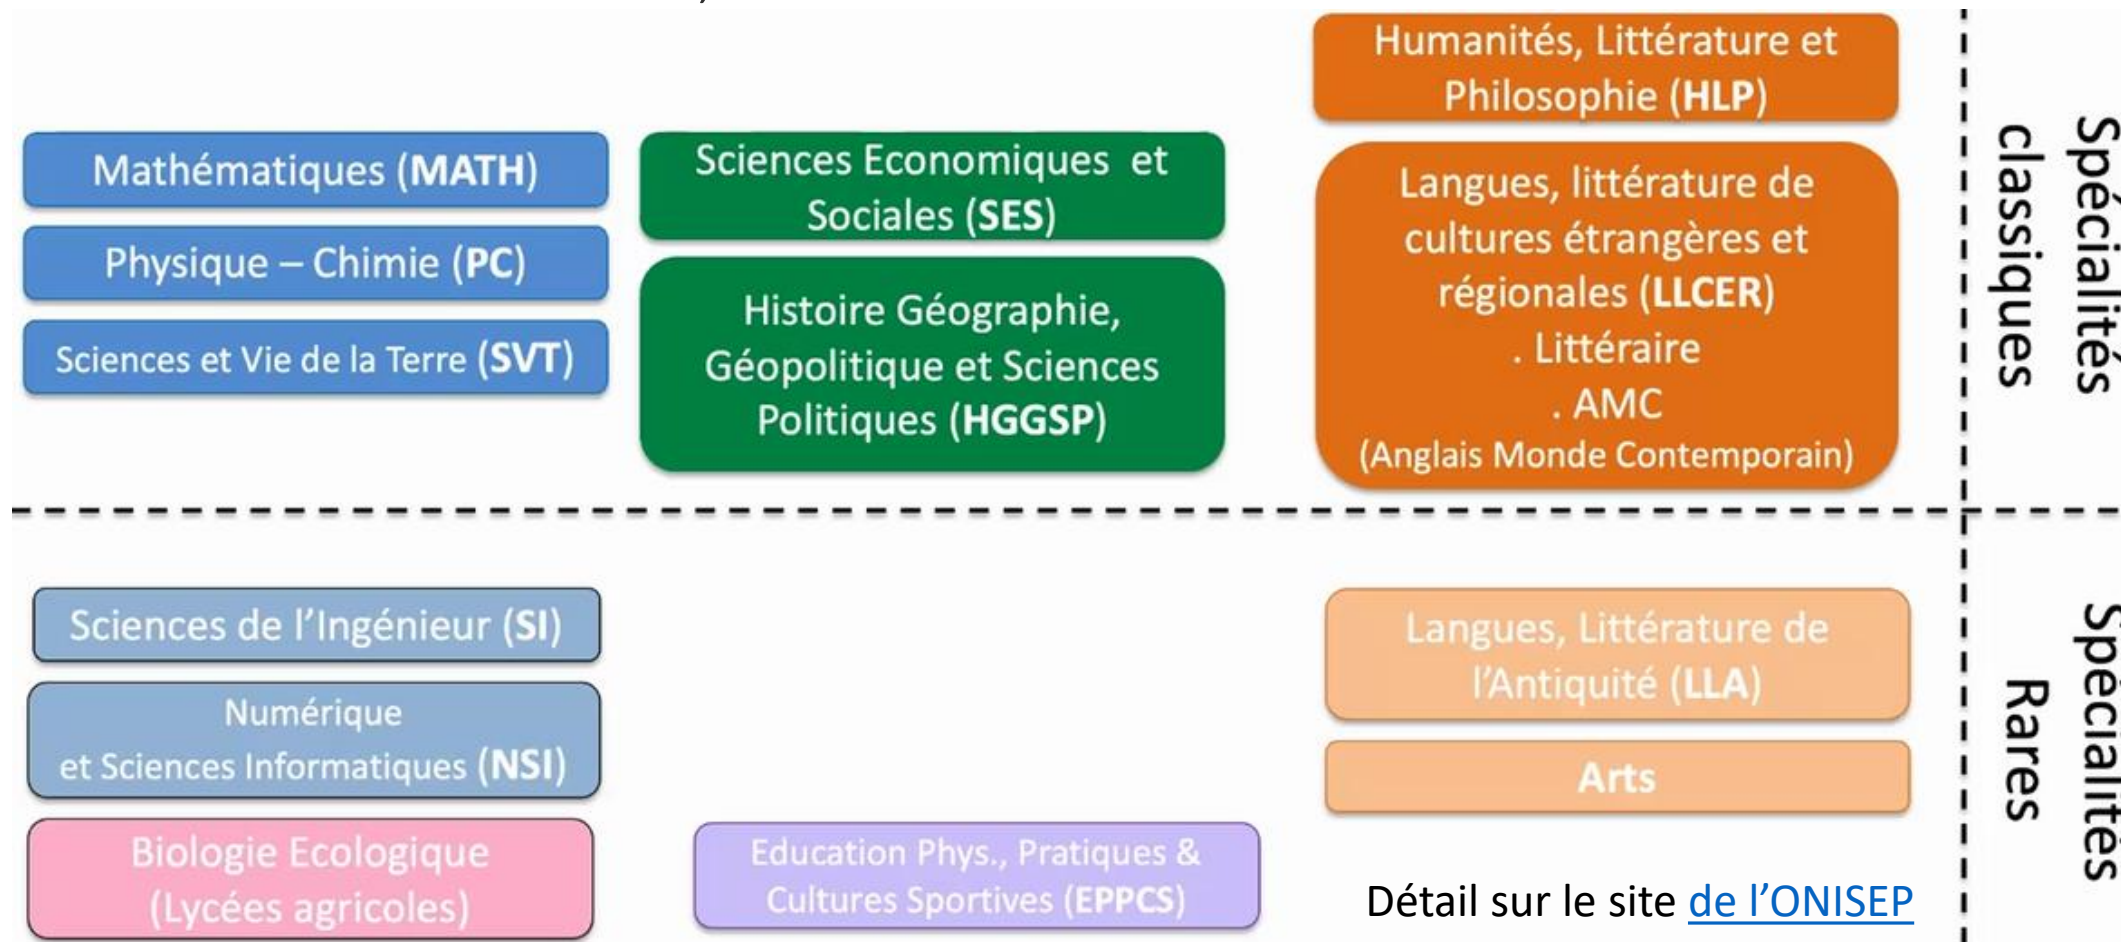 Mathématiques (MATH)
Physique – Chimie (PC)
Sciences et Vie de la Terre (SVT)
Sciences Economiques et
Sociales (SES)
Histoire Géographie,
Géopolitique et Sciences
Politiques (HGGSP)
Humanités, Littérature et
Philosophie (HLP)
Langues, littérature de
cultures étrangères et
régionales (LLCER)
. Littéraire
. AMC
(Anglais Monde Contemporain)
Spécialités
classiques
Sciences de l’Ingénieur (SI)
Numérique
et Sciences Informatiques (NSI)
Biologie Ecologique
(Lycées agricoles)
Education Phys., Pratiques &
Cultures Sportives (EPPCS)
Langues, Littérature de
l’Antiquité (LLA)
Arts
Détail sur le site de l’ONISEP
Spécialités
Rares